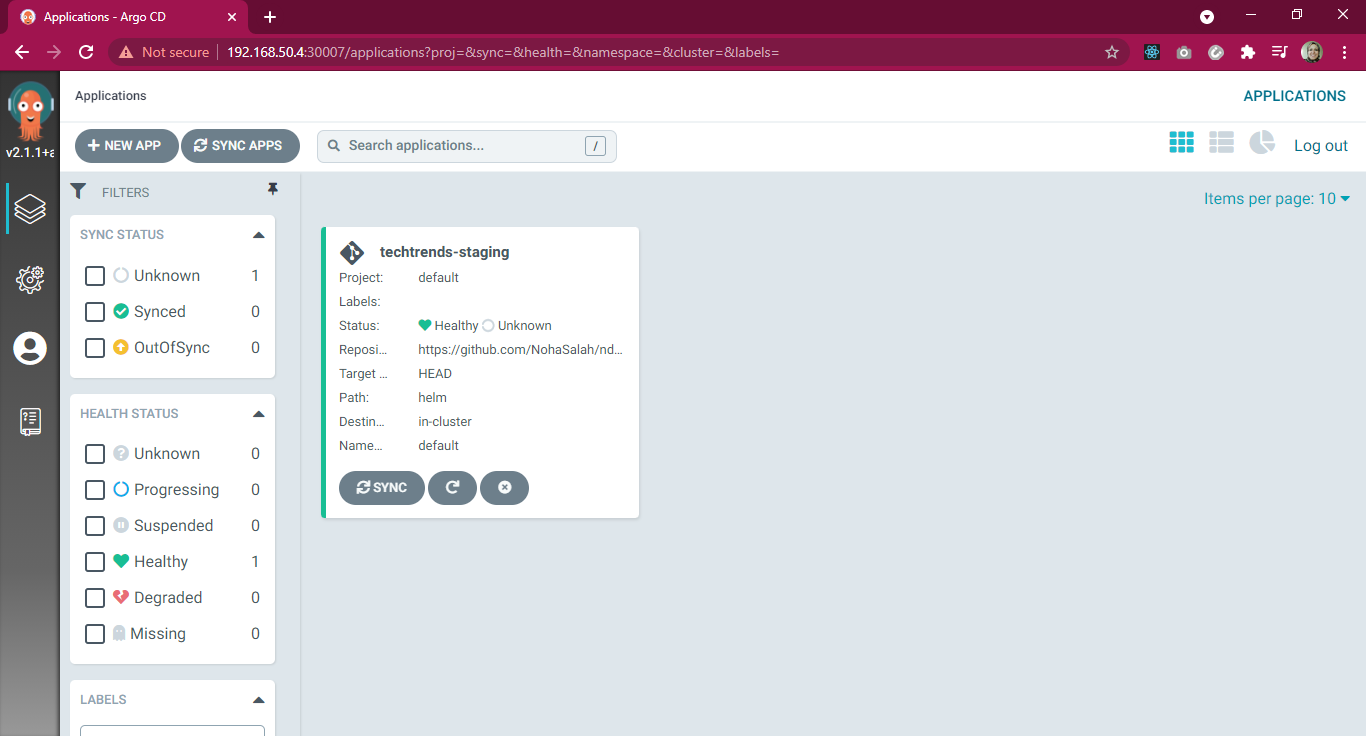 Applications - Argo CD
Not secure
192.168.50.4:30007/applications?proj=&sync=&health=&namespace=&cluster=&labels=
v2.1.1+a
Applications
APPLICATIONS
NEW APP
SYNC APPS
Search applications...
/
Log out
FILTERS
SYNC STATUS
Unknown 1
Synced 0
OutOfSync 0
HEALTH STATUS
Unknown 0
Progressing 0
Suspended 0
Healthy 1
Degraded 0
Missing 0
LABELS
Items per page: 10
techtrends-staging
Project: default
Labels:
Status: Healthy Unknown
Reposi... https://github.com/NohaSalah/nd...
Target ... HEAD
Path: helm
Destin... in-cluster
Name... default
SYNC